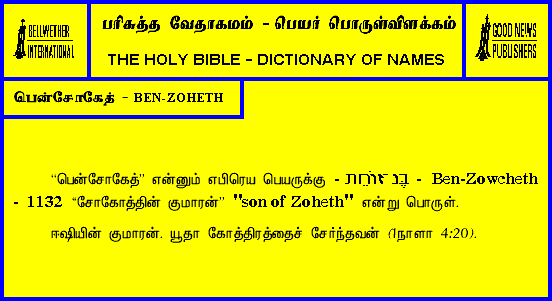 BELLWETHER
INTERNATIONAL
பரிசுத்த வேதாகமம் - பெயர் பொருள்விளக்கம்
THE HOLY BIBLE - DICTIONARY OF NAMES
GOOD NEWS
PUBLISHERS
பென்சோகேத் - BEN-ZOHETH
“பென்சோகேத்” என்னும் எபிரெய பெயருக்கு - בֶּן־זוֹחֵת - Ben-Zowcheth
- 1132 “சோகோத்தின் குமாரன்” "son of Zoheth" என்று பொருள்.
ஈஷியின் குமாரன். யூதா கோத்திரத்தைச் சேர்ந்தவன் (1நாளா 4:20).